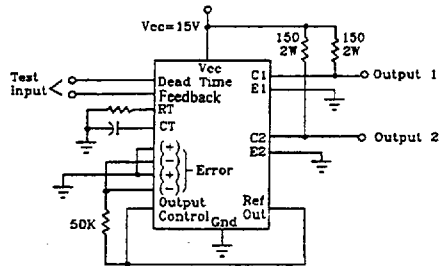 Vcc=15V
150
2W
150
2W
Test
Input
Dead
Time
Vcc
Feedback
RT
CT
(+)
(-)
(+)
(-)
Error
Output
Control
Gnd
Ref
Out
C1
E1
C2
E2
Output 1
Output 2
50K